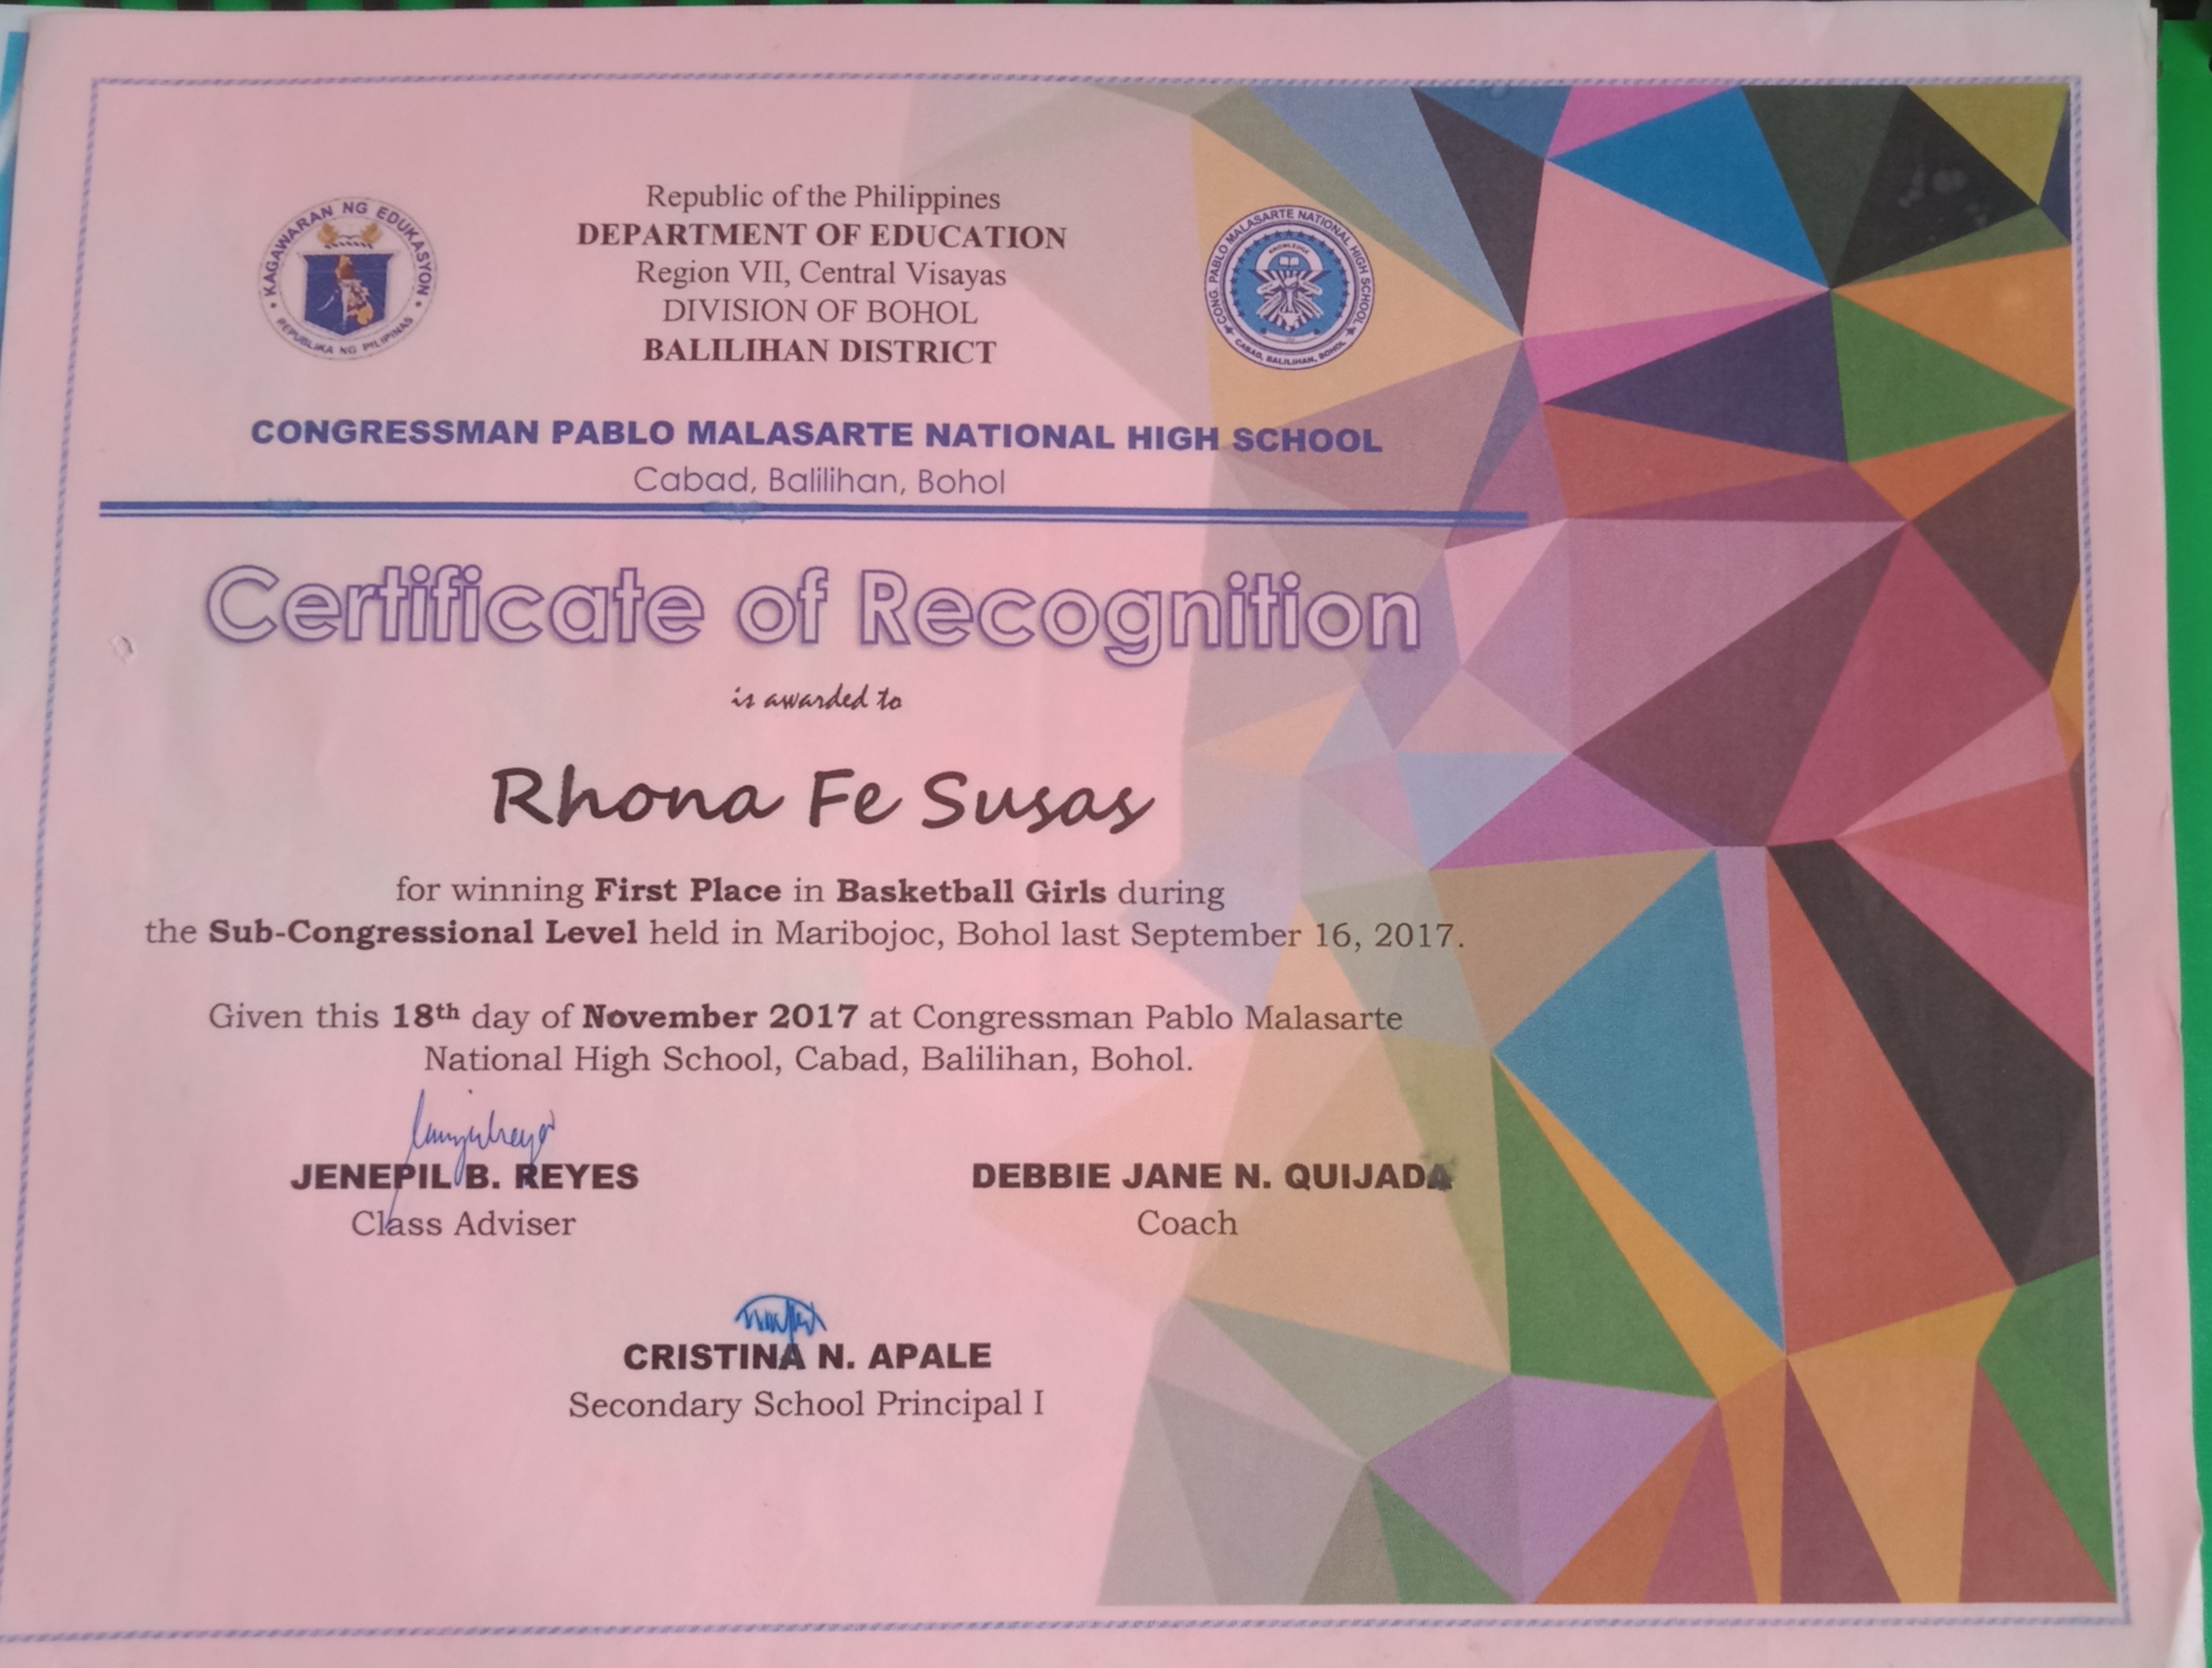 KAGAWARAN NG EDUKASYON
REPUBLIKA NG PILIPINAS
Republic of the Philippines
DEPARTMENT OF EDUCATION
Region VII, Central Visayas
DIVISION OF BOHOL
BALILIHAN DISTRICT
CONG. PABLO MALASARTE NATIONAL HIGH SCHOOL
KNOWLEDGE
CABAD, BALILIHAN, BOHOL
CONGRESSMAN PABLO MALASARTE NATIONAL HIGH SCHOOL
Cabad, Balilihan, Bohol
Certificate of Recognition
is awarded to
Rhona Fe Susas
for winning First Place in Basketball Girls during
the Sub-Congressional Level held in Maribojoc, Bohol last September 16, 2017.
Given this 18th day of November 2017 at Congressman Pablo Malasarte
National High School, Cabad, Balilihan, Bohol.
JENEPIL B. REYES
Class Adviser
DEBBIE JANE N. QUIJADA
Coach
CRISTINA N. APALE
Secondary School Principal I